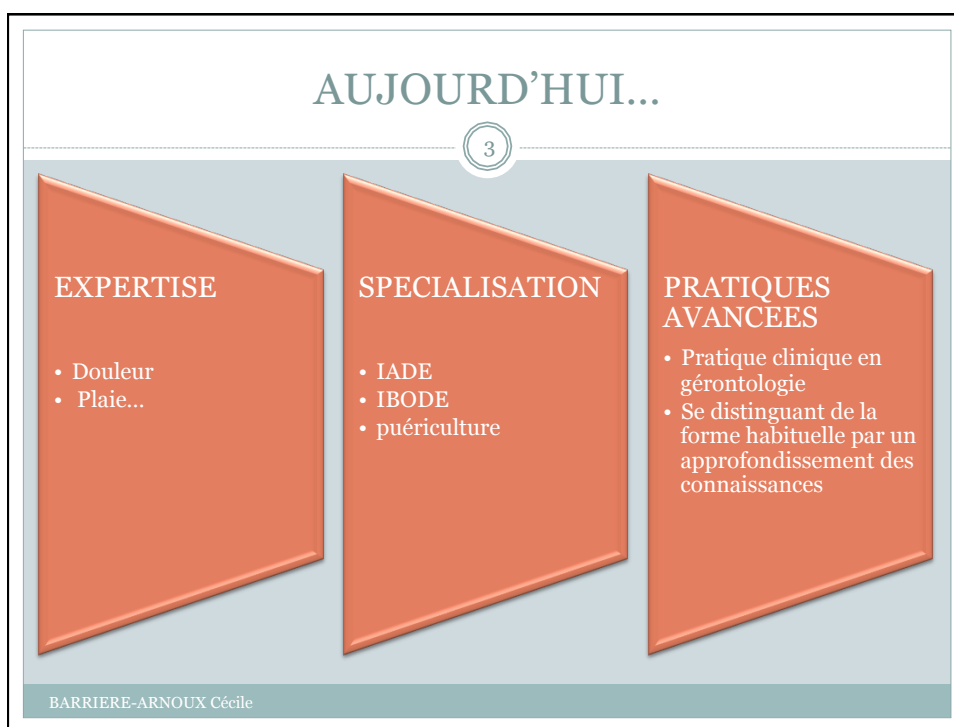 AUJOURD’HUI…
3
EXPERTISE
• Douleur
• Plaie…
SPECIALISATION
• IADE
• IBODE
• puériculture
PRATIQUES
AVANCEES
• Pratique clinique en
gérontologie
• Se distinguant de la
forme habituelle par un
approfondissement des
connaissances
BARRIERE-ARNOUX Cécile